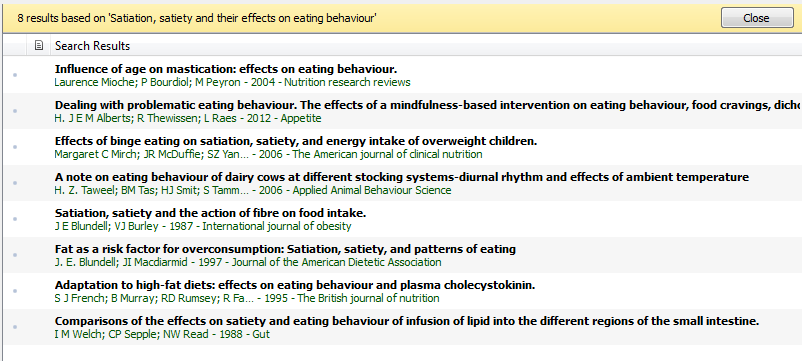 8 results based on 'Satiation, satiety and their effects on eating behaviour'
Close
Search Results
Influence of age on mastication: effects on eating behaviour.
Laurence Mioche; P Bourdiol; M Peyron - 2004 - Nutrition research reviews
Dealing with problematic eating behaviour. The effects of a mindfulness-based intervention on eating behaviour, food cravings, dicho
H. J E M Alberts; R Thewissen; L Raes - 2012 - Appetite
Effects of binge eating on satiation, satiety, and energy intake of overweight children.
Margaret C Mirch; JR McDuffie; SZ Yan... - 2006 - The American journal of clinical nutrition
A note on eating behaviour of dairy cows at different stocking systems-diurnal rhythm and effects of ambient temperature
H. Z. Taweel; BM Tas; HJ Smit; S Tamm... - 2006 - Applied Animal Behaviour Science
Satiation, satiety and the action of fibre on food intake.
J E Blundell; VJ Burley - 1987 - International journal of obesity
Fat as a risk factor for overconsumption: Satiation, satiety, and patterns of eating
J. E. Blundell; JI Macdiarmid - 1997 - Journal of the American Dietetic Association
Adaptation to high-fat diets: effects on eating behaviour and plasma cholecystokinin.
S J French; B Murray; RD Rumsey; R Fa... - 1995 - The British journal of nutrition
Comparisons of the effects on satiety and eating behaviour of infusion of lipid into the different regions of the small intestine.
I M Welch; CP Sepple; NW Read - 1988 - Gut